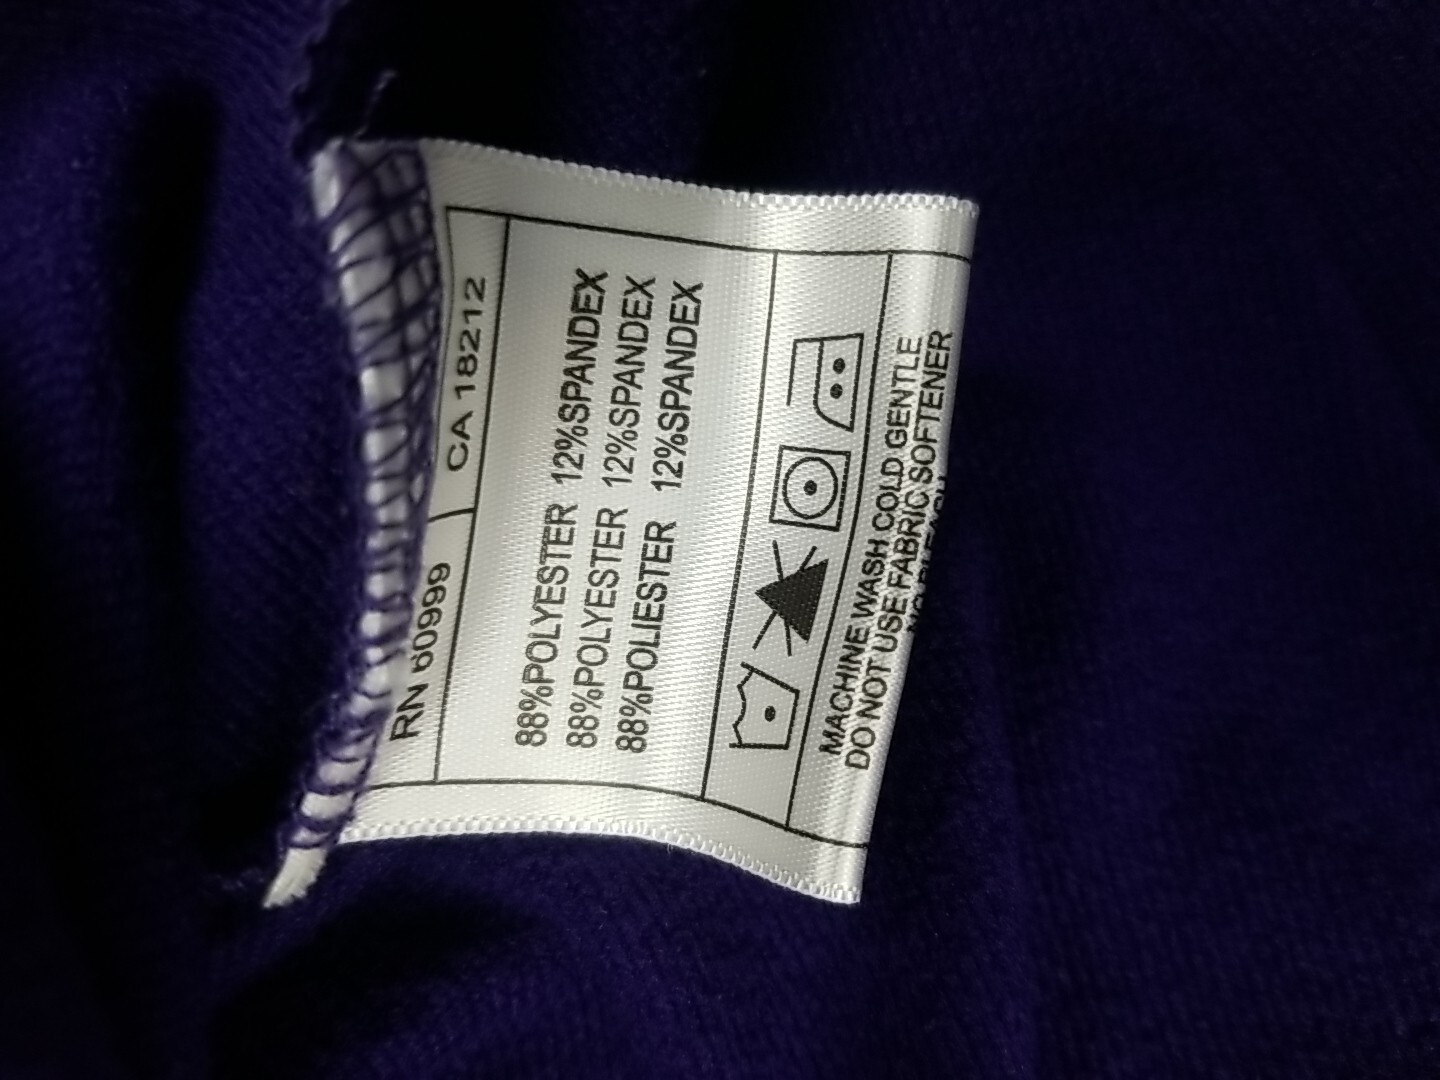 RN 60999 CA 18212
88%POLYESTER 12%SPANDEX
88%POLYESTER 12%SPANDEX
88%POLIESTER 12%SPANDEX
MACHINE WASH COLD GENTLE
DO NOT USE FABRIC SOFTENER